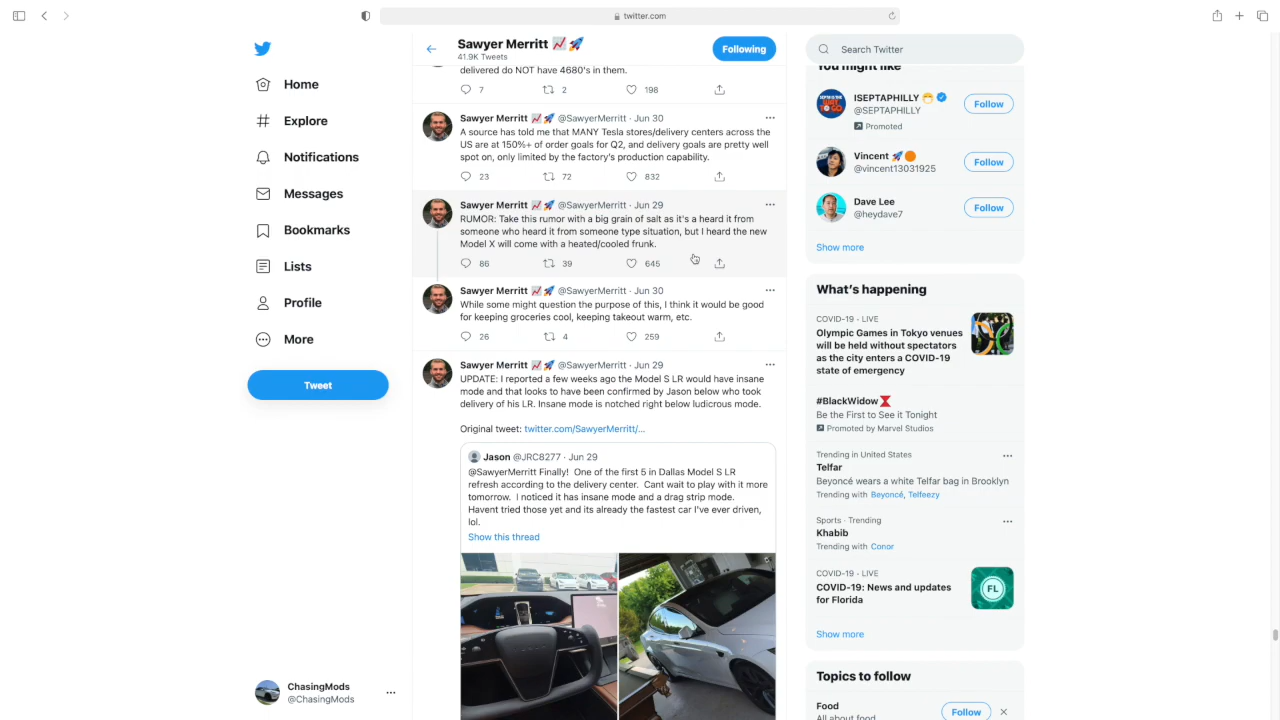 twitter.com
Home
Explore
Notifications
Messages
Bookmarks
Lists
Profile
More
Tweet
ChasingMods
@ChasingMods
Sawyer Merritt
41.9K Tweets
Following
delivered do NOT have 4680's in them.
7 2 198
Sawyer Merritt @SawyerMerritt · Jun 30
A source has told me that MANY Tesla stores/delivery centers across the
US are at 150%+ of order goals for Q2, and delivery goals are pretty well
spot on, only limited by the factory's production capability.
23 72 832
Sawyer Merritt @SawyerMerritt · Jun 29
RUMOR: Take this rumor with a big grain of salt as it's a heard it from
someone who heard it from someone type situation, but I heard the new
Model X will come with a heated/cooled frunk.
86 39 645
Sawyer Merritt @SawyerMerritt · Jun 30
While some might question the purpose of this, I think it would be good
for keeping groceries cool, keeping takeout warm, etc.
26 4 259
Sawyer Merritt @SawyerMerritt · Jun 29
UPDATE: I reported a few weeks ago the Model S LR would have insane
mode and that looks to have been confirmed by Jason below who took
delivery of his LR. Insane mode is notched right below ludicrous mode.
Original tweet: twitter.com/SawyerMerritt/...
Jason @JRC8277 · Jun 29
@SawyerMerritt Finally! One of the first 5 in Dallas Model S LR
refresh according to the delivery center. Cant wait to play with it more
tomorrow. I noticed it has insane mode and a drag strip mode.
Havent tried those yet and its already the fastest car I've ever driven,
lol.
Show this thread
Search Twitter
You might like
ISEPTAPHILLY
@SEPTAPHILLY
Promoted
Follow
Vincent
@vincent13031925
Follow
Dave Lee
@heydave7
Follow
Show more
What's happening
COVID-19 · LIVE
Olympic Games in Tokyo venues
will be held without spectators
as the city enters a COVID-19
state of emergency
#BlackWidow
Be the First to See it Tonight
Promoted by Marvel Studios
Trending in United States
Telfar
Beyoncé wears a white Telfar bag in Brooklyn
Trending with Beyoncé, Telfeezy
Sports · Trending
Khabib
Trending with Conor
COVID-19 · LIVE
COVID-19: News and updates
for Florida
FL
Show more
Topics to follow
Food
All about food
Follow